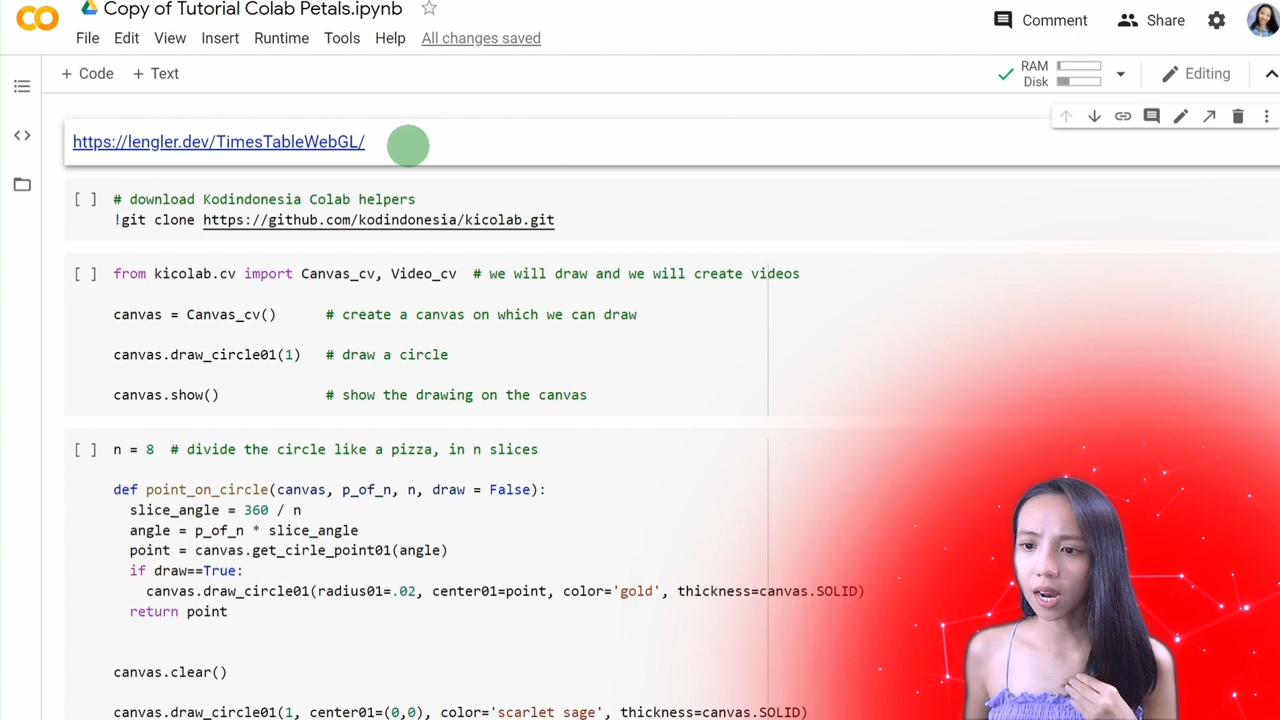 Copy of Tutorial Colab Petals.ipynb
Comment
Share
File Edit View Insert Runtime Tools Help All changes saved
+ Code + Text
RAM
Disk
Editing
https://lengler.dev/TimesTableWebGL/
[ ] # download Kodindonesia Colab helpers
!git clone https://github.com/kodindonesia/kicolab.git
[ ] from kicolab.cv import Canvas_cv, Video_cv # we will draw and we will create videos
canvas = Canvas_cv() # create a canvas on which we can draw
canvas.draw_circle01(1) # draw a circle
canvas.show() # show the drawing on the canvas
[ ] n = 8 # divide the circle like a pizza, in n slices
def point_on_circle(canvas, p_of_n, n, draw = False):
slice_angle = 360 / n
angle = p_of_n * slice_angle
point = canvas.get_cirle_point01(angle)
if draw==True:
canvas.draw_circle01(radius01=.02, center01=point, color='gold', thickness=canvas.SOLID)
return point
canvas.clear()
canvas.draw_circle01(1, center01=(0,0), color='scarlet sage', thickness=canvas.SOLID)